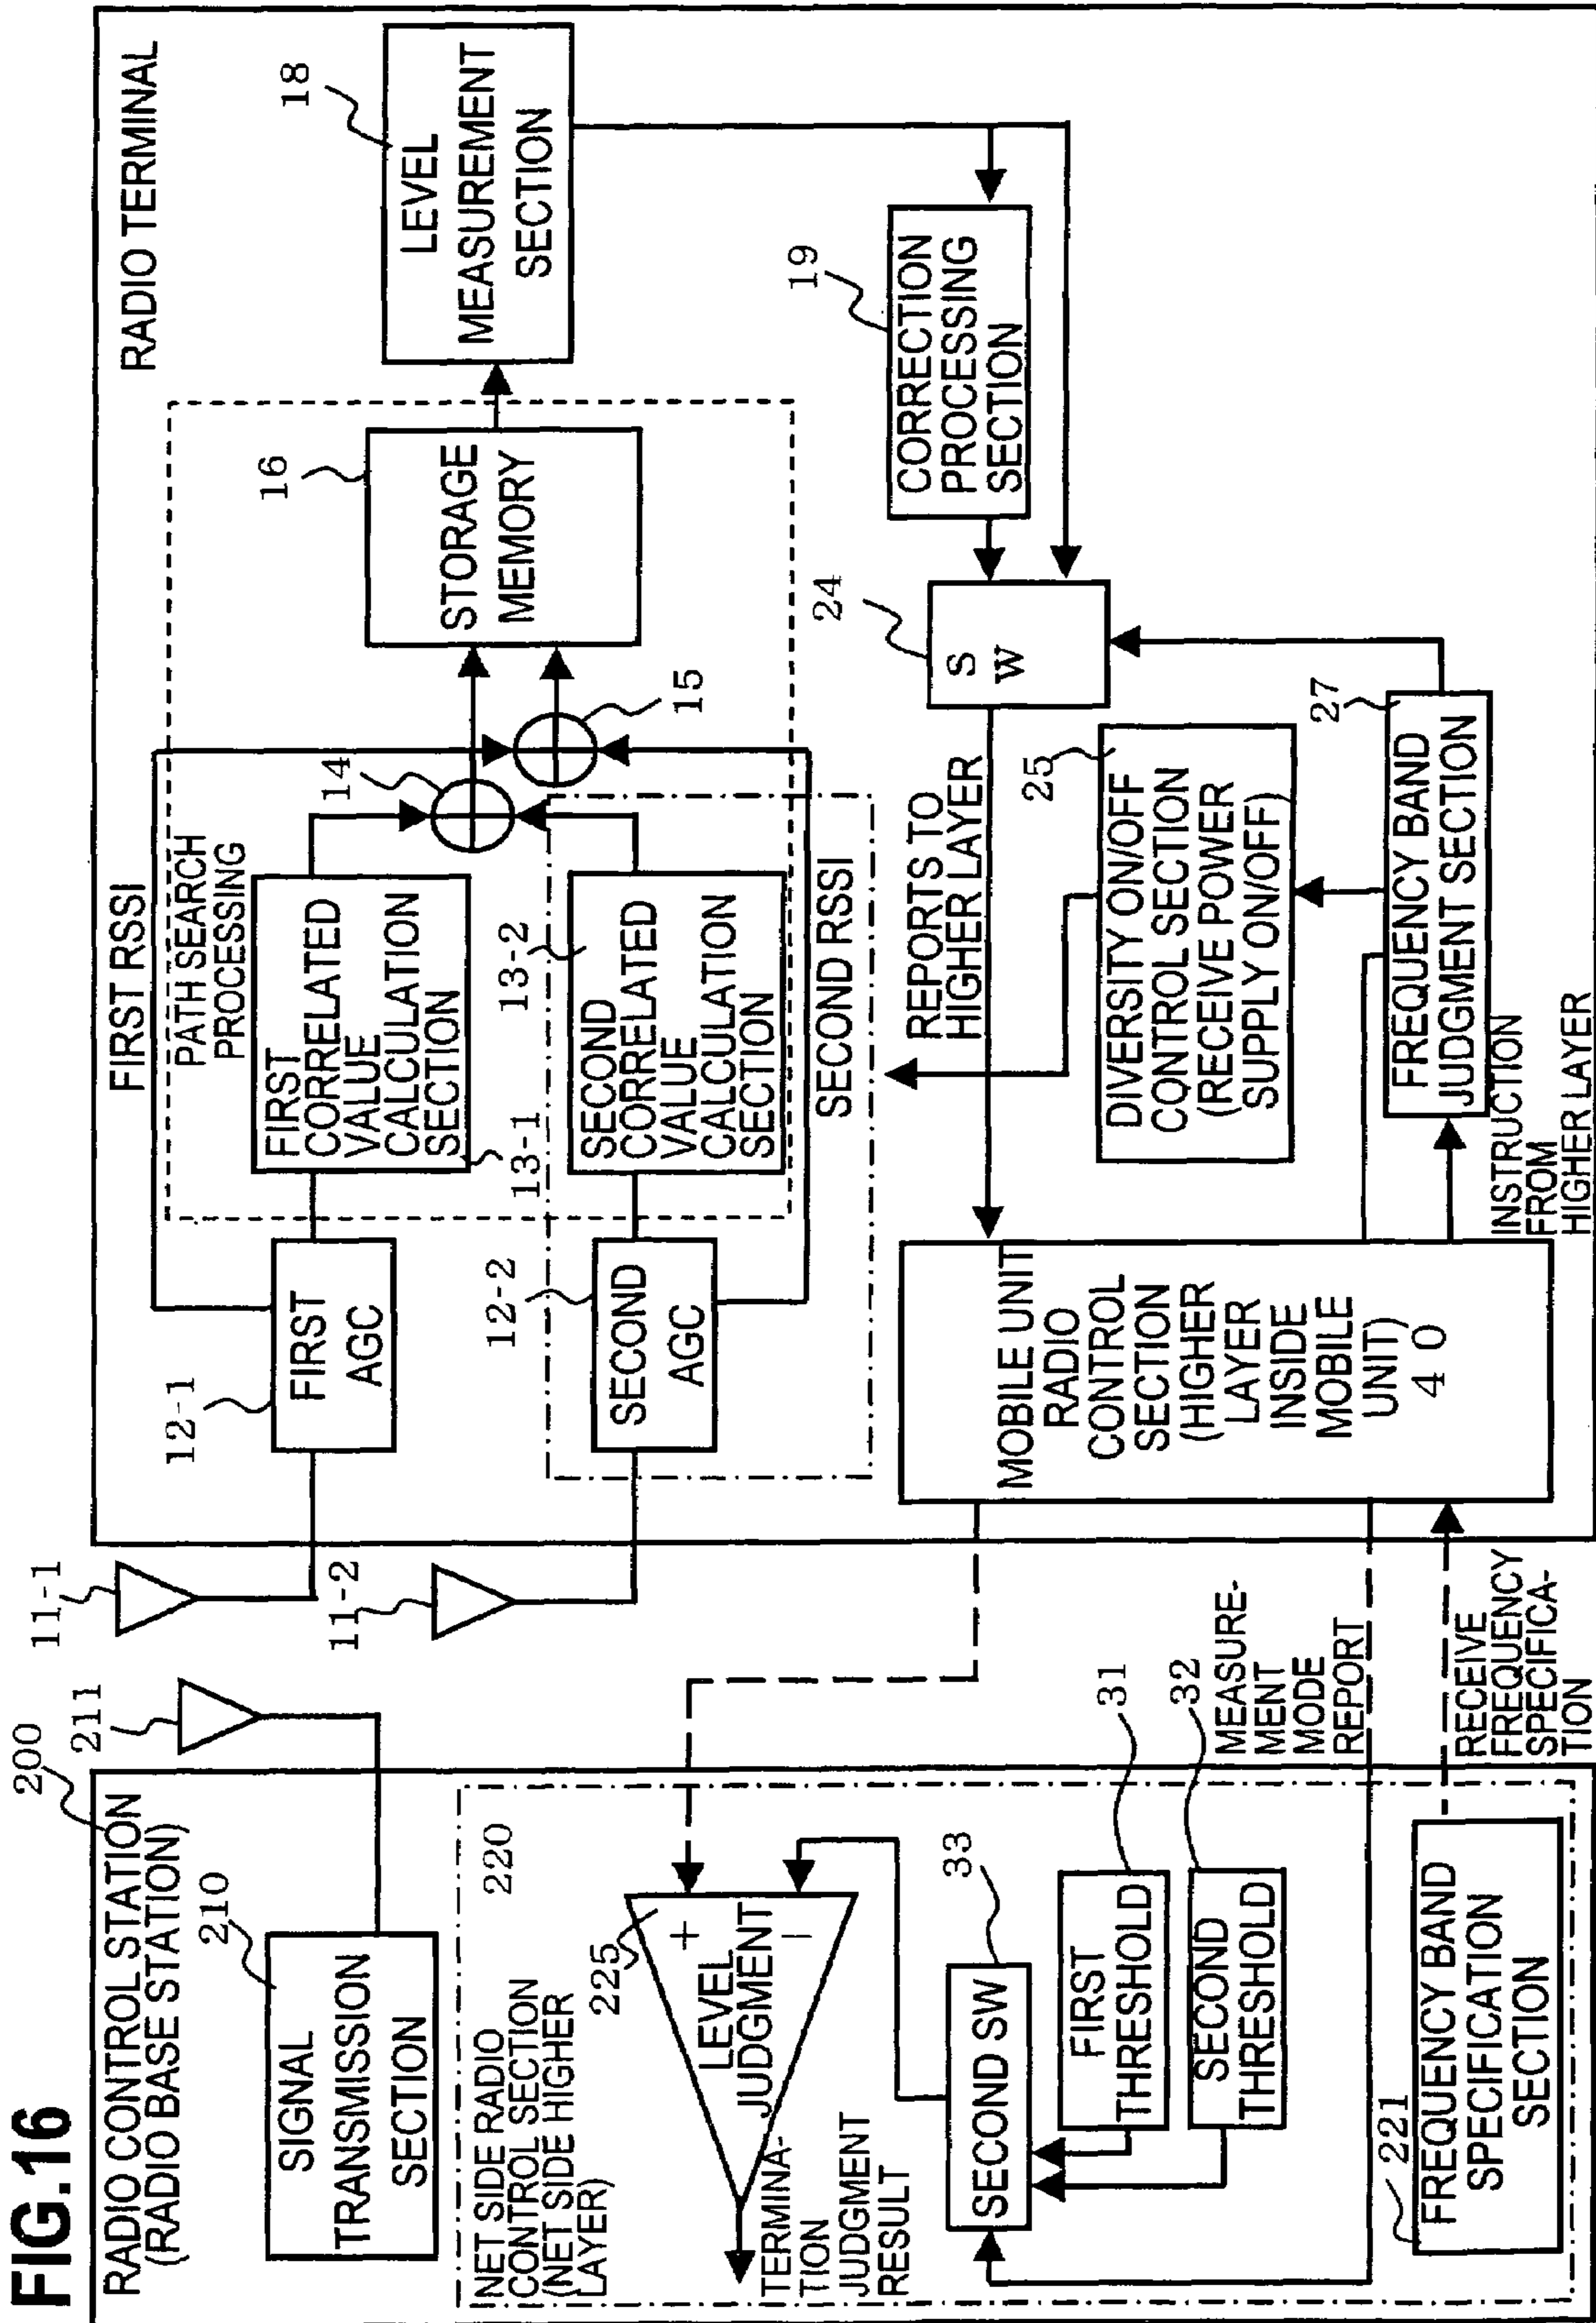 FIG.16
RADIO CONTROL STATION
(RADIO BASE STATION)
200
210
SIGNAL
TRANSMISSION
SECTION
211
NET SIDE RADIO
CONTROL SECTION
(NET SIDE HIGHER
LAYER)
220
225
+
LEVEL
JUDGMENT
−
TERMINA-
TION
JUDGMENT
RESULT
33
SECOND SW
31
FIRST
THRESHOLD
32
SECOND
THRESHOLD
221
FREQUENCY BAND
SPECIFICATION
SECTION
MEASURE-
MENT
MODE
REPORT
RECEIVE
FREQUENCY
SPECIFICA-
TION
11-1
11-2
RADIO TERMINAL
12-1
FIRST
AGC
12-2
SECOND
AGC
FIRST RSSI
PATH SEARCH
PROCESSING
FIRST
CORRELATED
VALUE
CALCULATION
SECTION
13-1
SECOND
CORRELATED
VALUE
CALCULATION
SECTION
13-2
SECOND RSSI
14
15
16
STORAGE
MEMORY
18
LEVEL
MEASUREMENT
SECTION
19
CORRECTION
PROCESSING
SECTION
24
S
W
REPORTS TO
HIGHER LAYER
25
DIVERSITY ON/OFF
CONTROL SECTION
(RECEIVE POWER
SUPPLY ON/OFF)
27
FREQUENCY BAND
JUDGMENT SECTION
INSTRUCTION
FROM
HIGHER LAYER
MOBILE UNIT
RADIO
CONTROL
SECTION
(HIGHER
LAYER
INSIDE
MOBILE
UNIT)
4 0